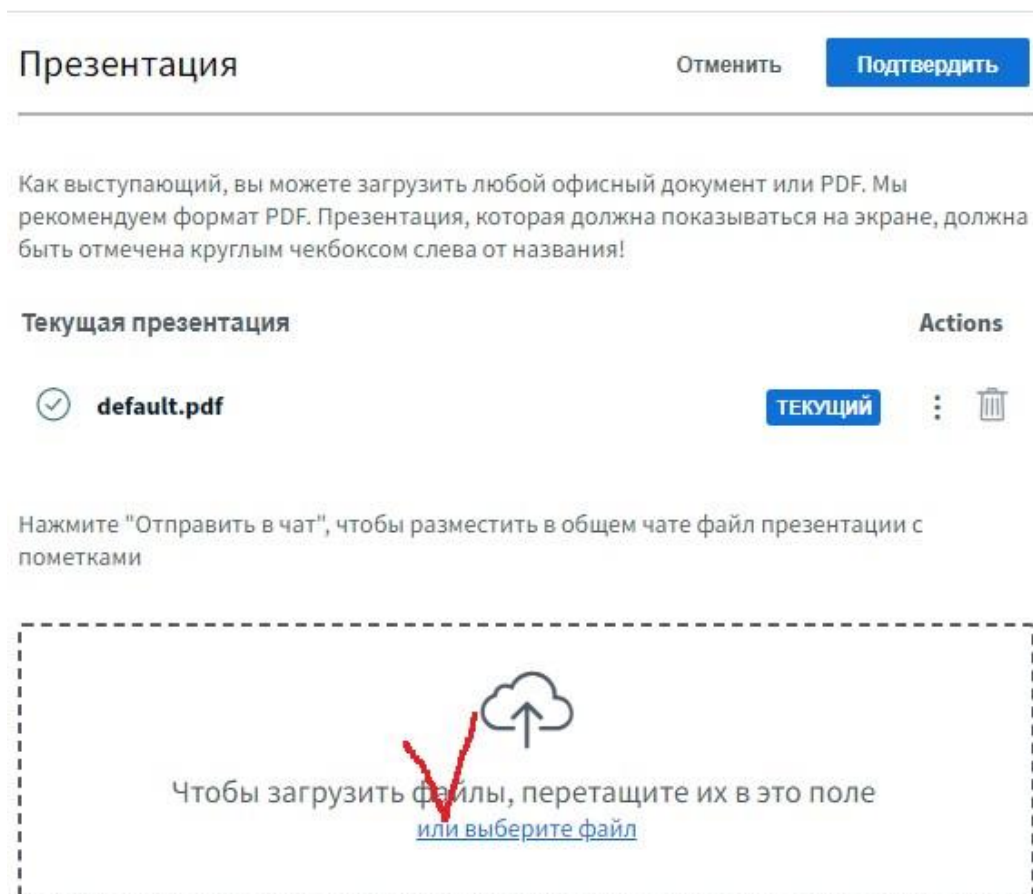 Презентация Отменить Подтвердить
Как выступающий, вы можете загрузить любой офисный документ или PDF. Мы
рекомендуем формат PDF. Презентация, которая должна показываться на экране, должна
быть отмечена круглым чекбоксом слева от названия!
Текущая презентация Actions
default.pdf ТЕКУЩИЙ
Нажмите "Отправить в чат", чтобы разместить в общем чате файл презентации с
пометками
Чтобы загрузить файлы, перетащите их в это поле
или выберите файл